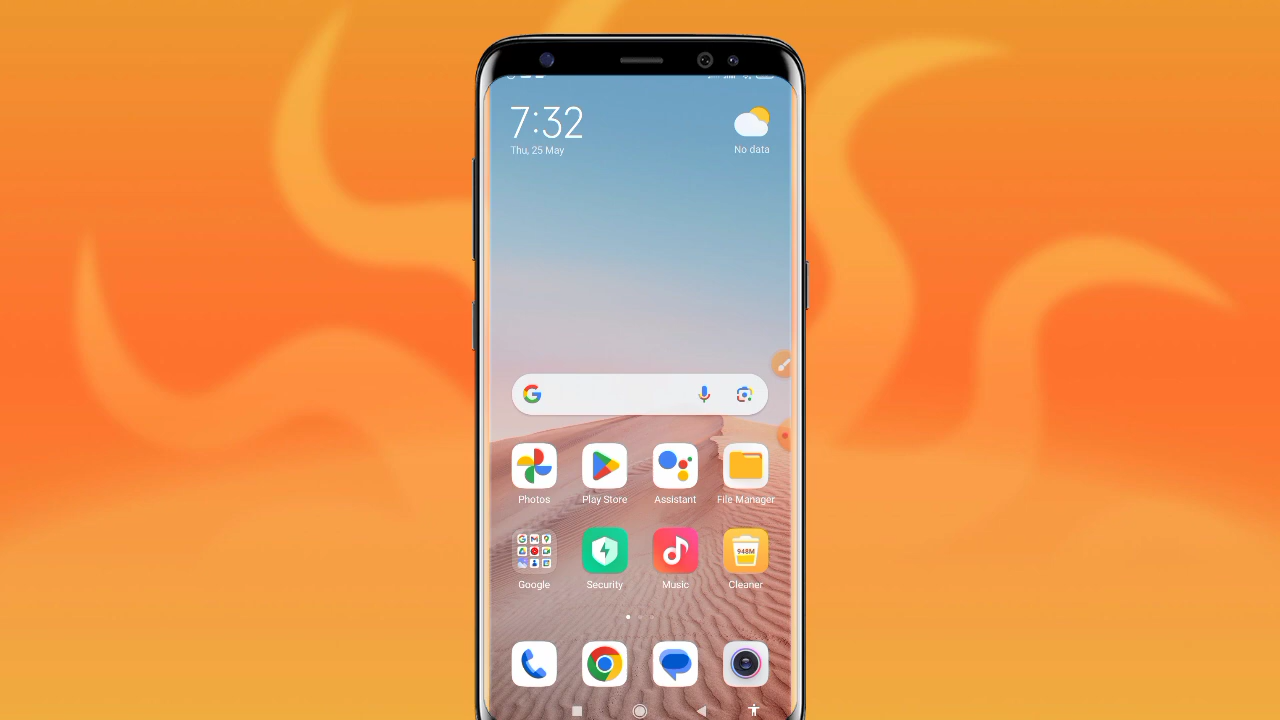 7:32
Thu, 25 May
No data
Photos
Play Store
Assistant
File Manager
948M
Google
Security
Music
Cleaner